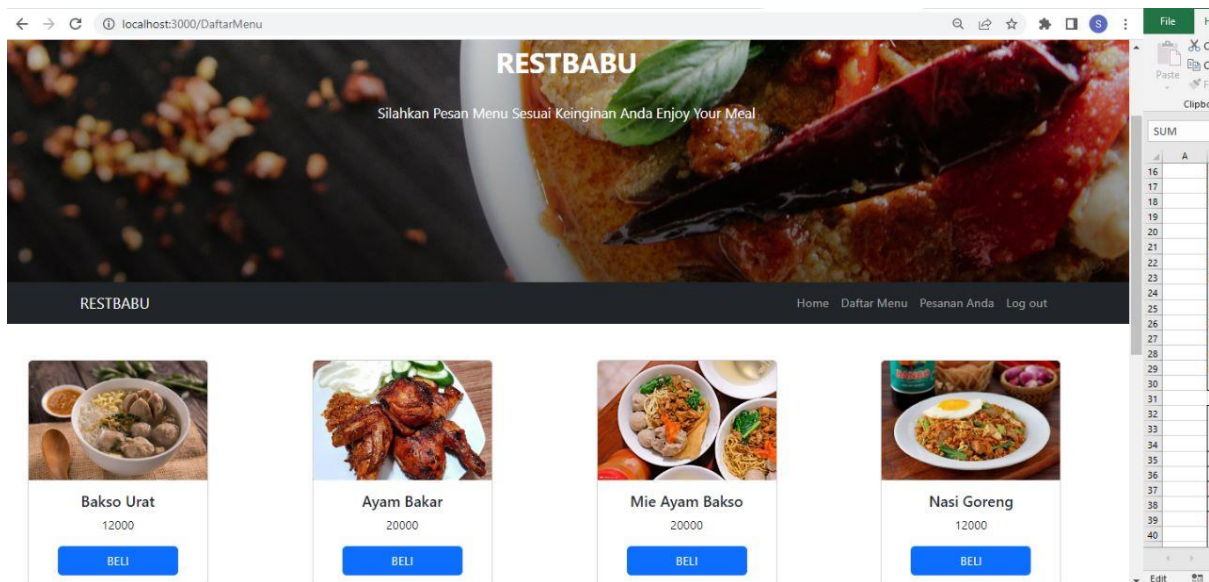 localhost:3000/DaftarMenu
S
File
Paste
Clipbo
SUM
A
RESTBABU
Silahkan Pesan Menu Sesuai Keinginan Anda Enjoy Your Meal
RESTBABU
Home Daftar Menu Pesanan Anda Log out
Bakso Urat
12000
BELI
Ayam Bakar
20000
BELI
Mie Ayam Bakso
20000
BELI
Nasi Goreng
12000
BELI
16
17
18
19
20
21
22
23
24
25
26
27
28
29
30
31
32
33
34
35
36
37
38
39
40
Edit